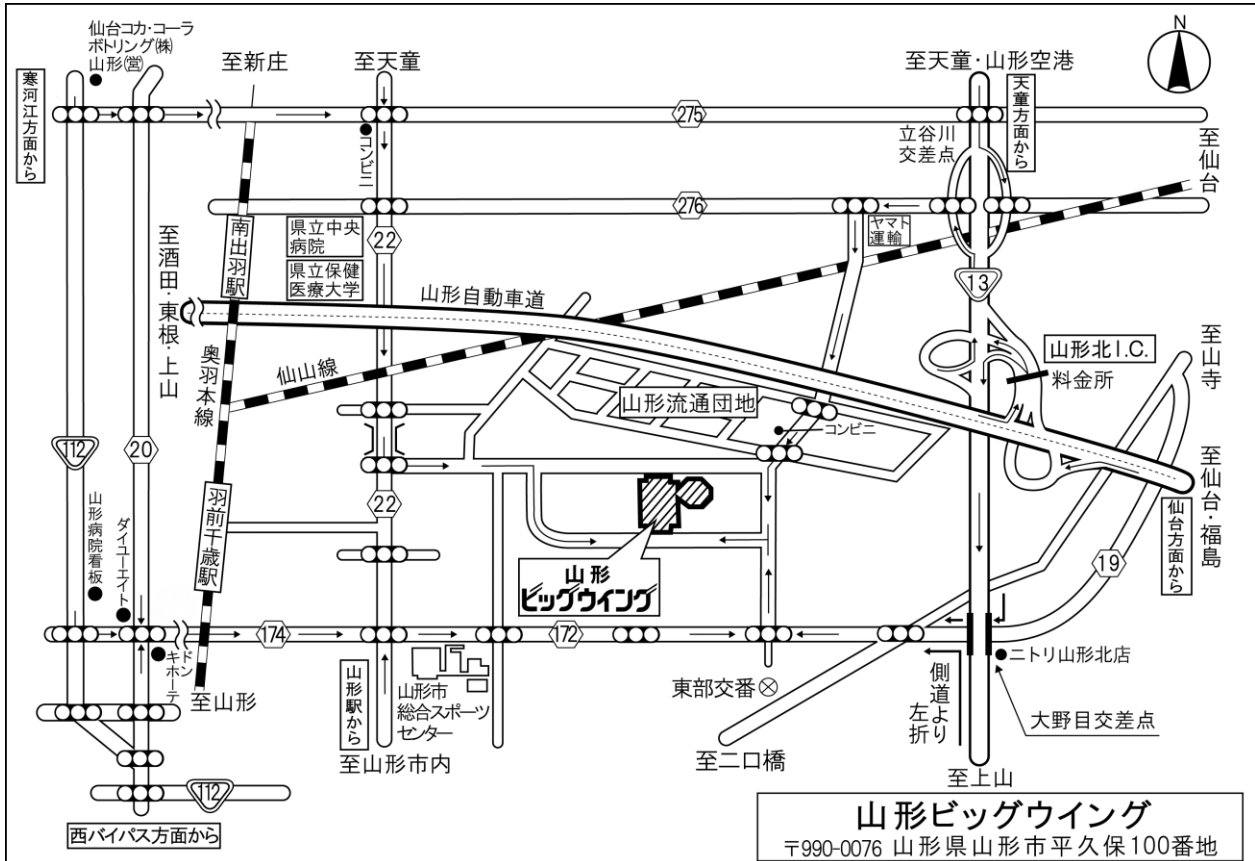 仙台コカ・コーラ
ボトリング㈱
山形㈾
至新庄
至天童
至天童・山形空港
N
寒河江方面から
天童方面から
275
立谷川
交差点
コンビニ
至仙台
276
県立中央
病院
22
ヤマト
運輸
南出羽駅
至酒田・東根・上山
県立保健
医療大学
13
山形自動車道
山形北I.C.
料金所
至山寺
奥羽本線
仙山線
山形流通団地
コンビニ
112
20
至仙台・福島
仙台方面から
羽前千歳駅
22
山形病院看板
ダイユーエイト
19
山形
ビッグウイング
174
172
ドン
キホーテ
ニトリ山形北店
至山形
山形駅から
山形市
総合スポーツ
センター
東部交番
側道より
左折
大野目交差点
至山形市内
至二口橋
至上山
112
西バイパス方面から
山形ビッグウイング
〒990-0076 山形県山形市平久保100番地